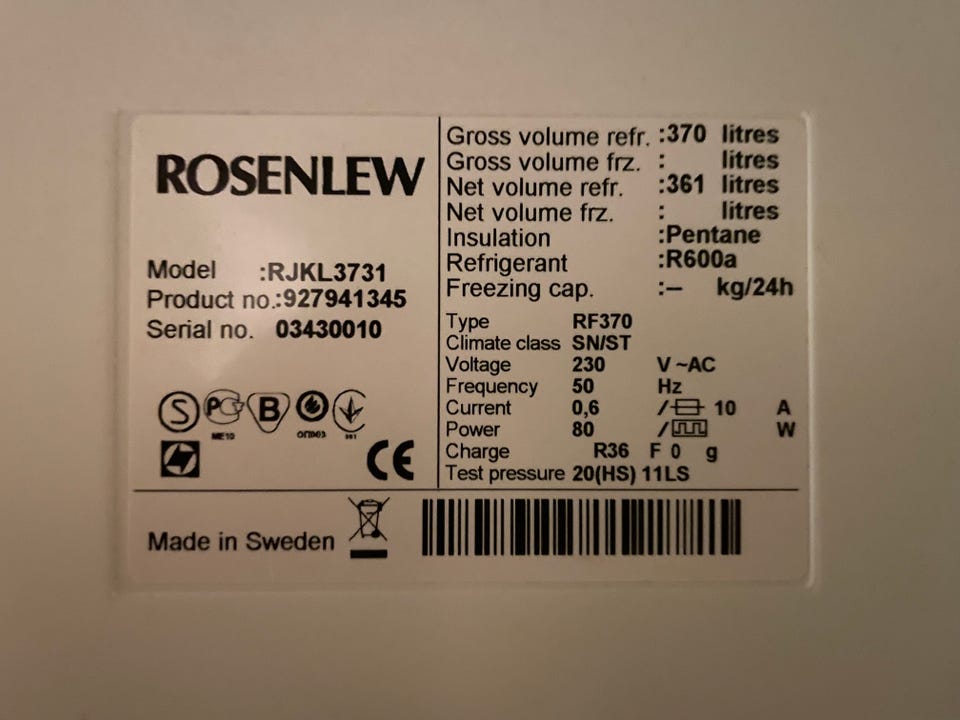 ROSENLEW
Model :RJKL3731
Product no.:927941345
Serial no. 03430010
S PC B
ME10
CE
Gross volume refr. :370 litres
Gross volume frz. : litres
Net volume refr. :361 litres
Net volume frz. : litres
Insulation :Pentane
Refrigerant :R600a
Freezing cap. :– kg/24h
Type RF370
Climate class SN/ST
Voltage 230 V ~AC
Frequency 50 Hz
Current 0,6 / 10 A
Power 80 / W
Charge R36 F 0 g
Test pressure 20(HS) 11LS
Made in Sweden